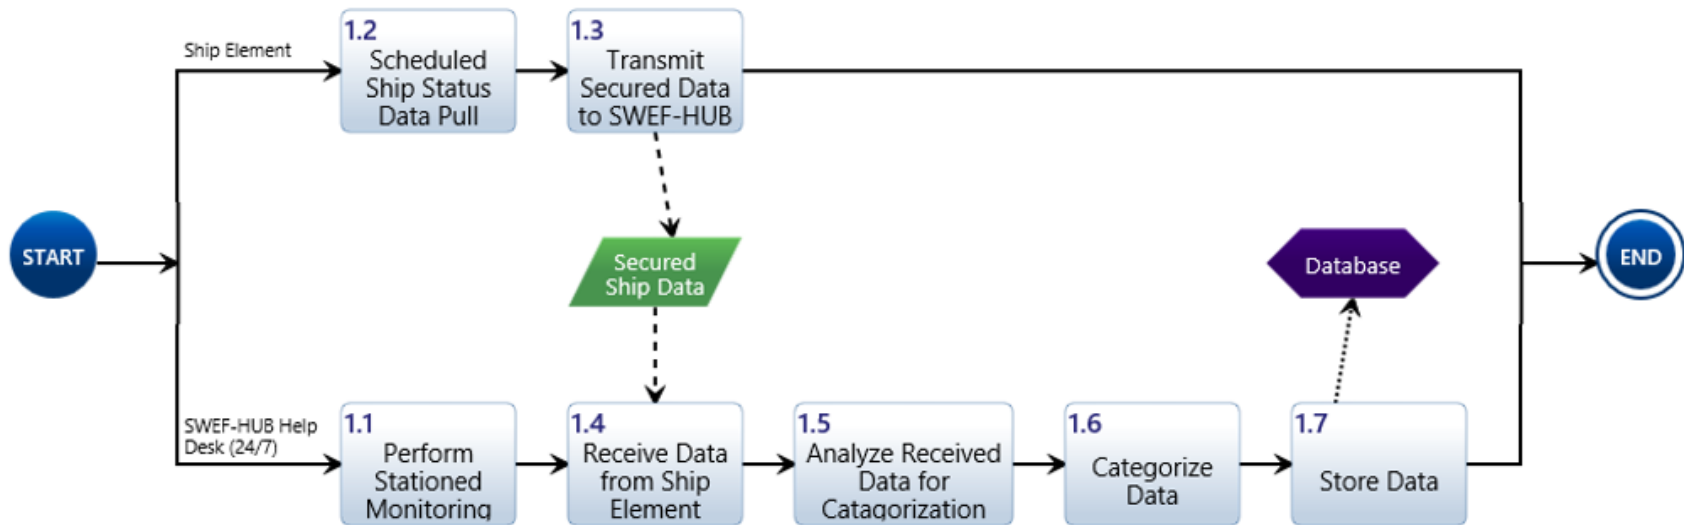 Ship Element
1.2
Scheduled
Ship Status
Data Pull
1.3
Transmit
Secured Data
to SWEF-HUB
START
Secured
Ship Data
Database
END
SWEF-HUB Help
Desk (24/7)
1.1
Perform
Stationed
Monitoring
1.4
Receive Data
from Ship
Element
1.5
Analyze Received
Data for
Catagorization
1.6
Categorize
Data
1.7
Store Data